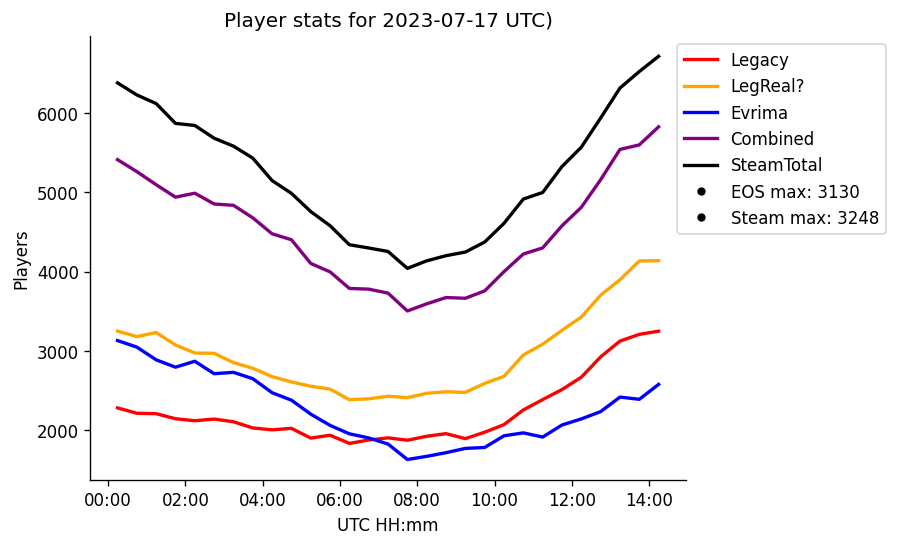 Player stats for 2023-07-17 UTC)
Legacy
LegReal?
Evrima
Combined
SteamTotal
EOS max: 3130
Steam max: 3248
Players
6000
5000
4000
3000
2000
00:00 02:00 04:00 06:00 08:00 10:00 12:00 14:00
UTC HH:mm